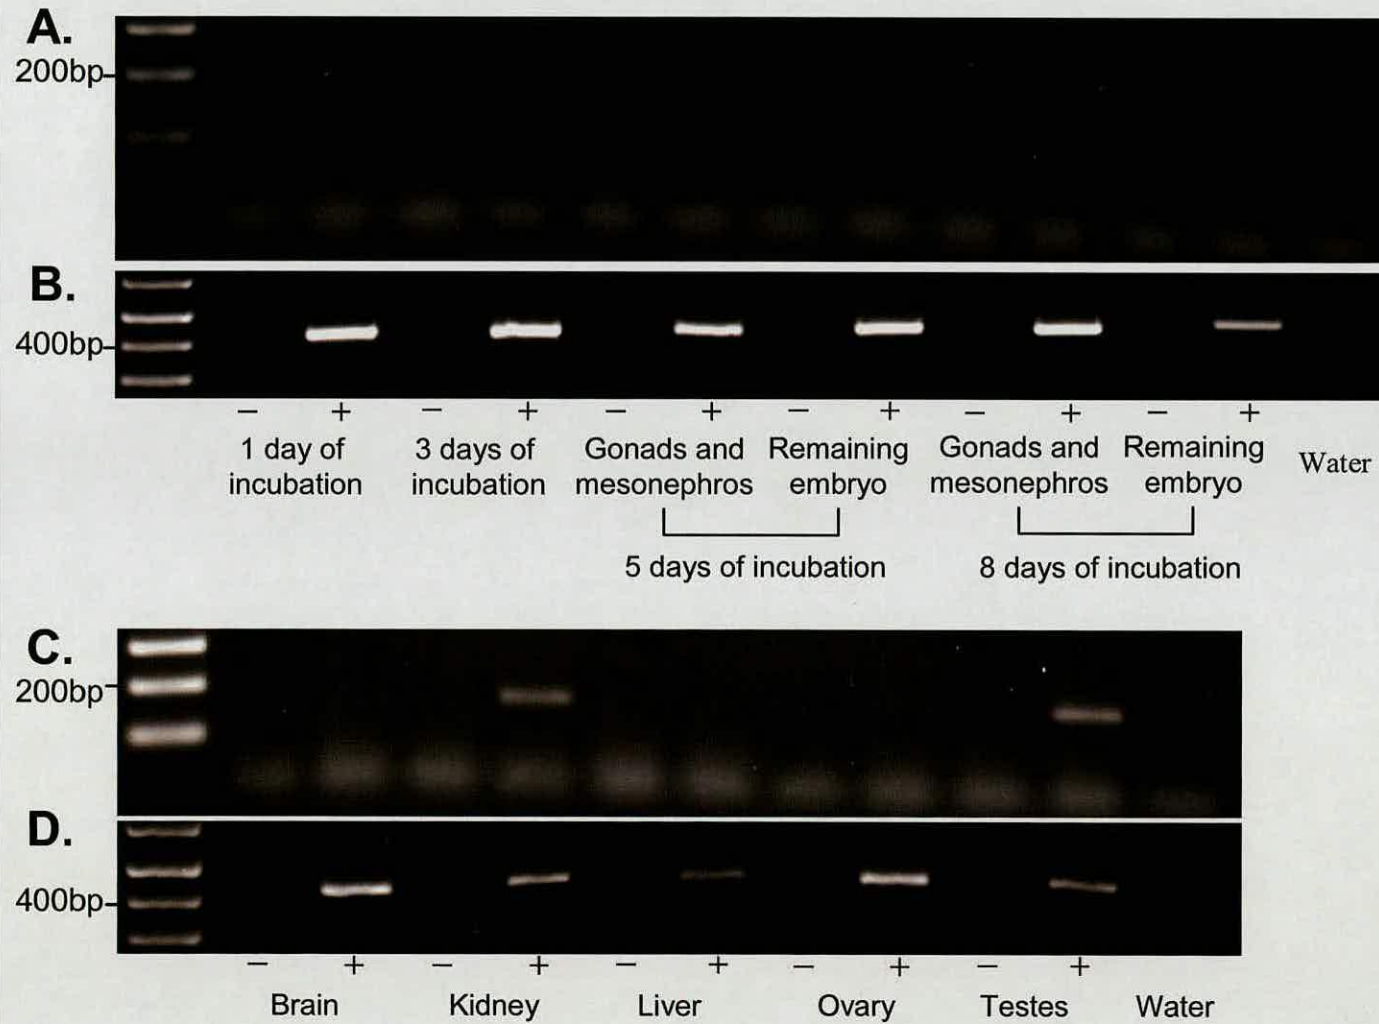 A.
200bp
B.
400bp
− + − + − + − + − + − +
1 day of incubation
3 days of incubation
Gonads and mesonephros
Remaining embryo
Gonads and mesonephros
Remaining embryo
Water
5 days of incubation
8 days of incubation
C.
200bp
D.
400bp
− + − + − + − + − +
Brain Kidney Liver Ovary Testes Water